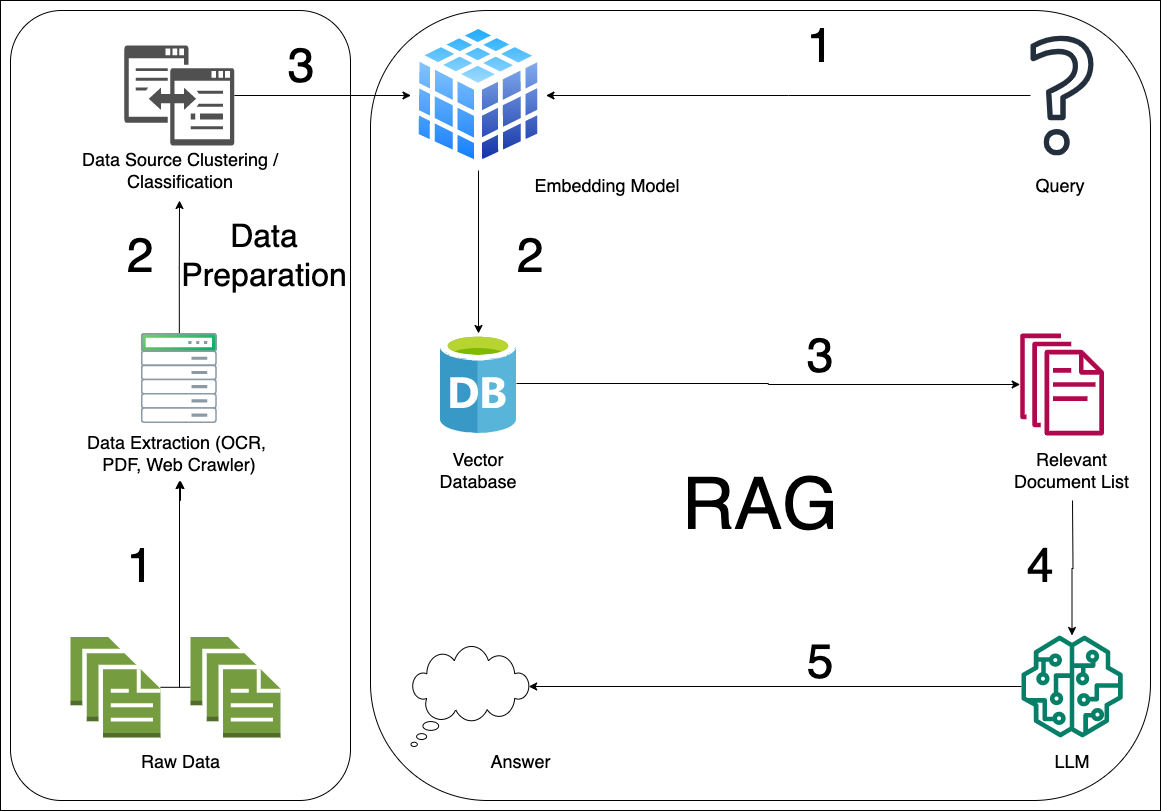 3
Data Source Clustering /
Classification
2
Data
Preparation
Data Extraction (OCR,
PDF, Web Crawler)
1
Raw Data
1
Embedding Model
Query
2
DB
Vector
Database
3
Relevant
Document List
RAG
4
5
Answer
LLM